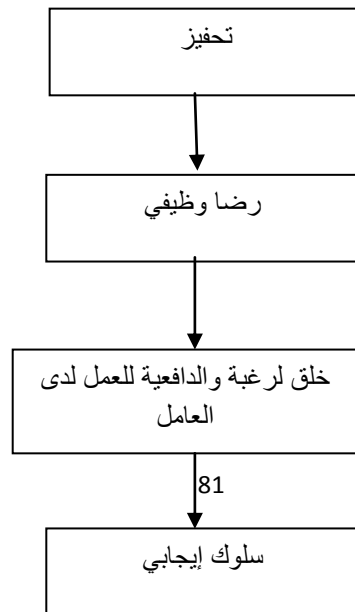 تحفيز
رضا وظيفي
خلق لرغبة والدافعية للعمل لدى
العامل
81
سلوك إيجابي